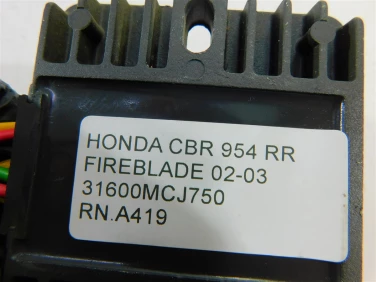 HONDA CBR 954 RR
FIREBLADE 02-03
31600MCJ750
RN.A419